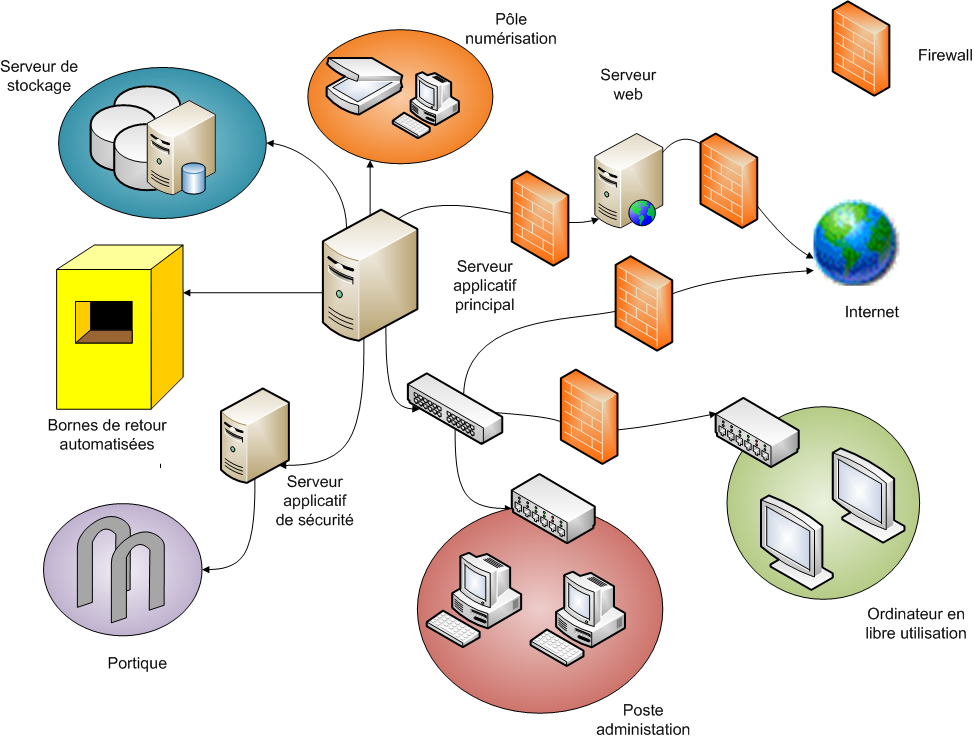 Pôle
numérisation
Firewall
Serveur de
stockage
Serveur
web
Serveur
applicatif
principal
Internet
Bornes de retour
automatisées
Serveur
applicatif
de sécurité
Ordinateur en
libre utilisation
Portique
Poste
administation